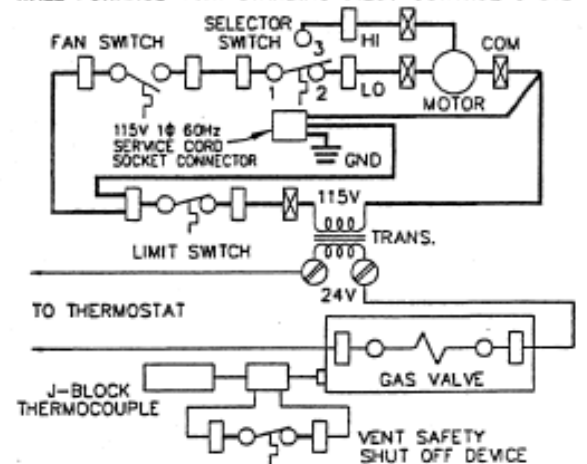 FAN SWITCH
SELECTOR
SWITCH
3
HI
COM
1
2
LO
MOTOR
115V 1ϕ 60Hz
SERVICE CORD
SOCKET CONNECTOR
GND
115V
LIMIT SWITCH
TRANS.
24V
TO THERMOSTAT
GAS VALVE
J-BLOCK
THERMOCOUPLE
VENT SAFETY
SHUT OFF DEVICE